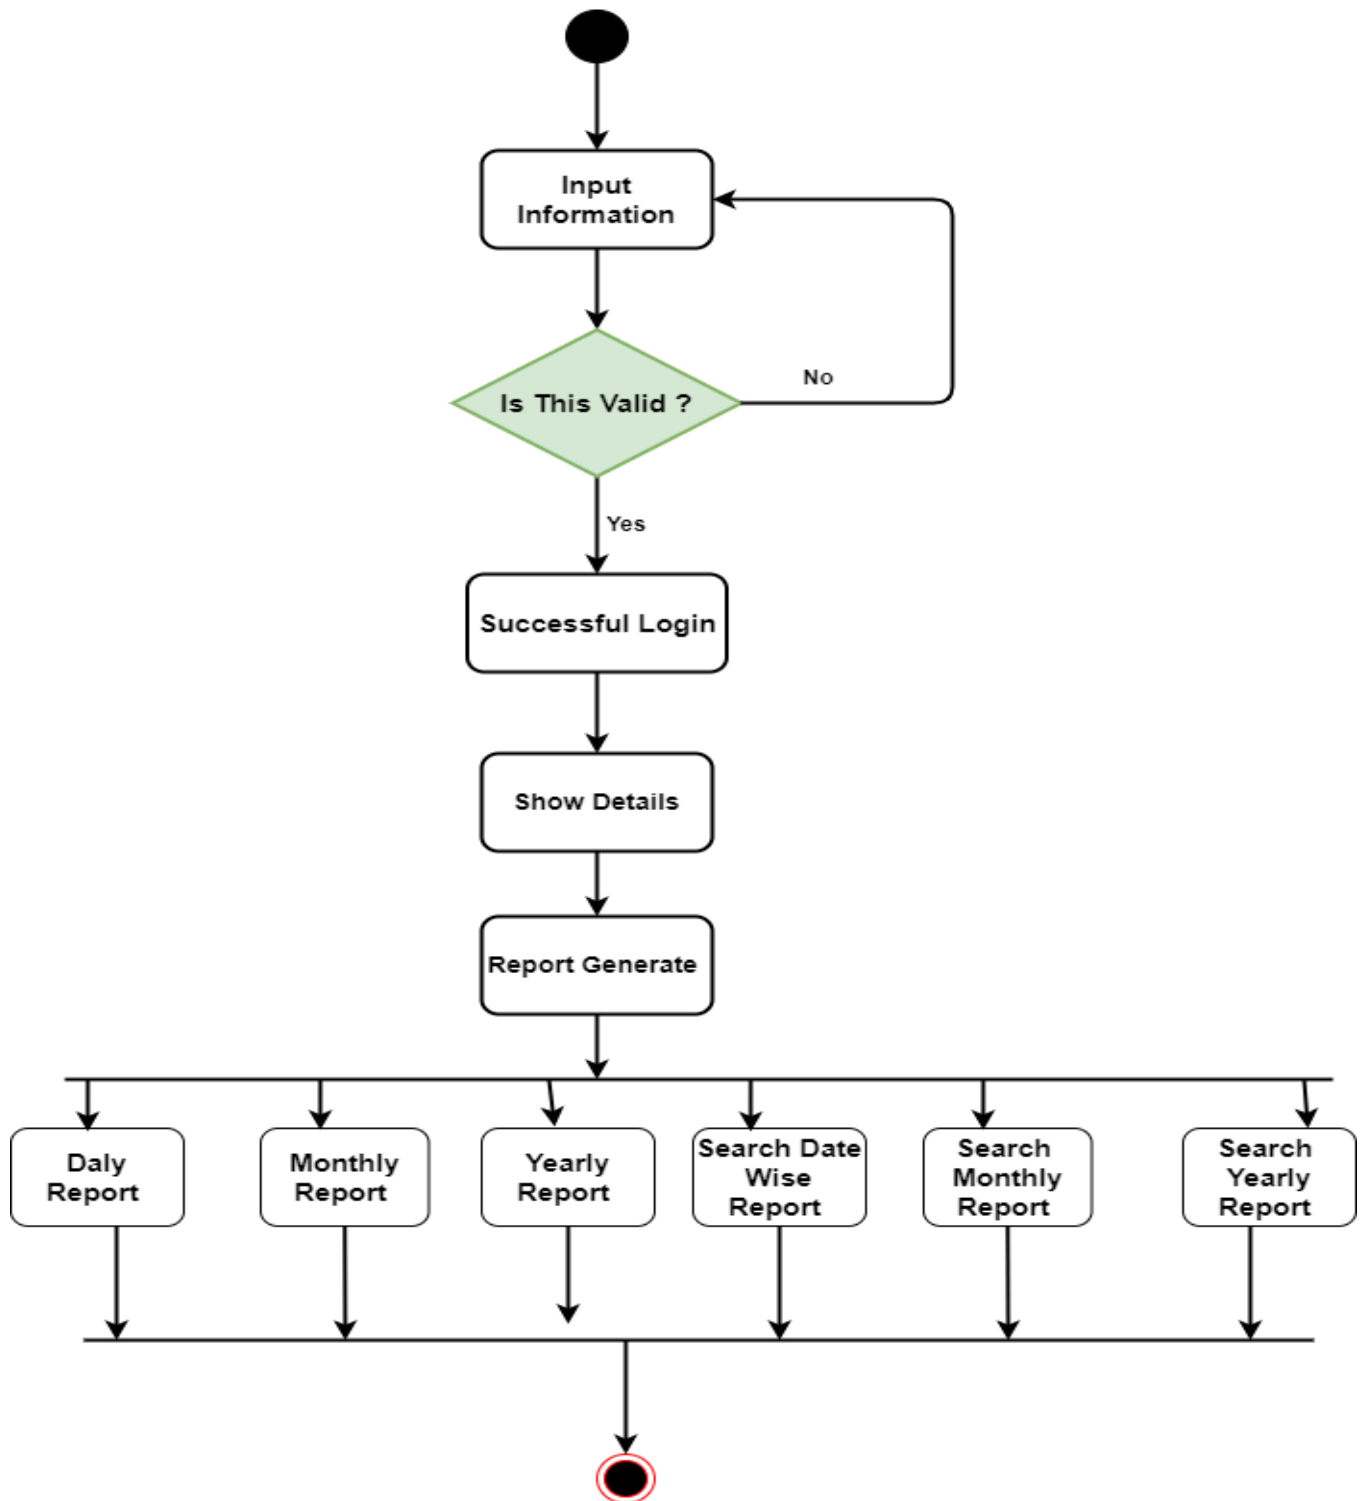 Input
Information
Is This Valid ?
No
Yes
Successful Login
Show Details
Report Generate
Daly
Report
Monthly
Report
Yearly
Report
Search Date
Wise
Report
Search
Monthly
Report
Search
Yearly
Report